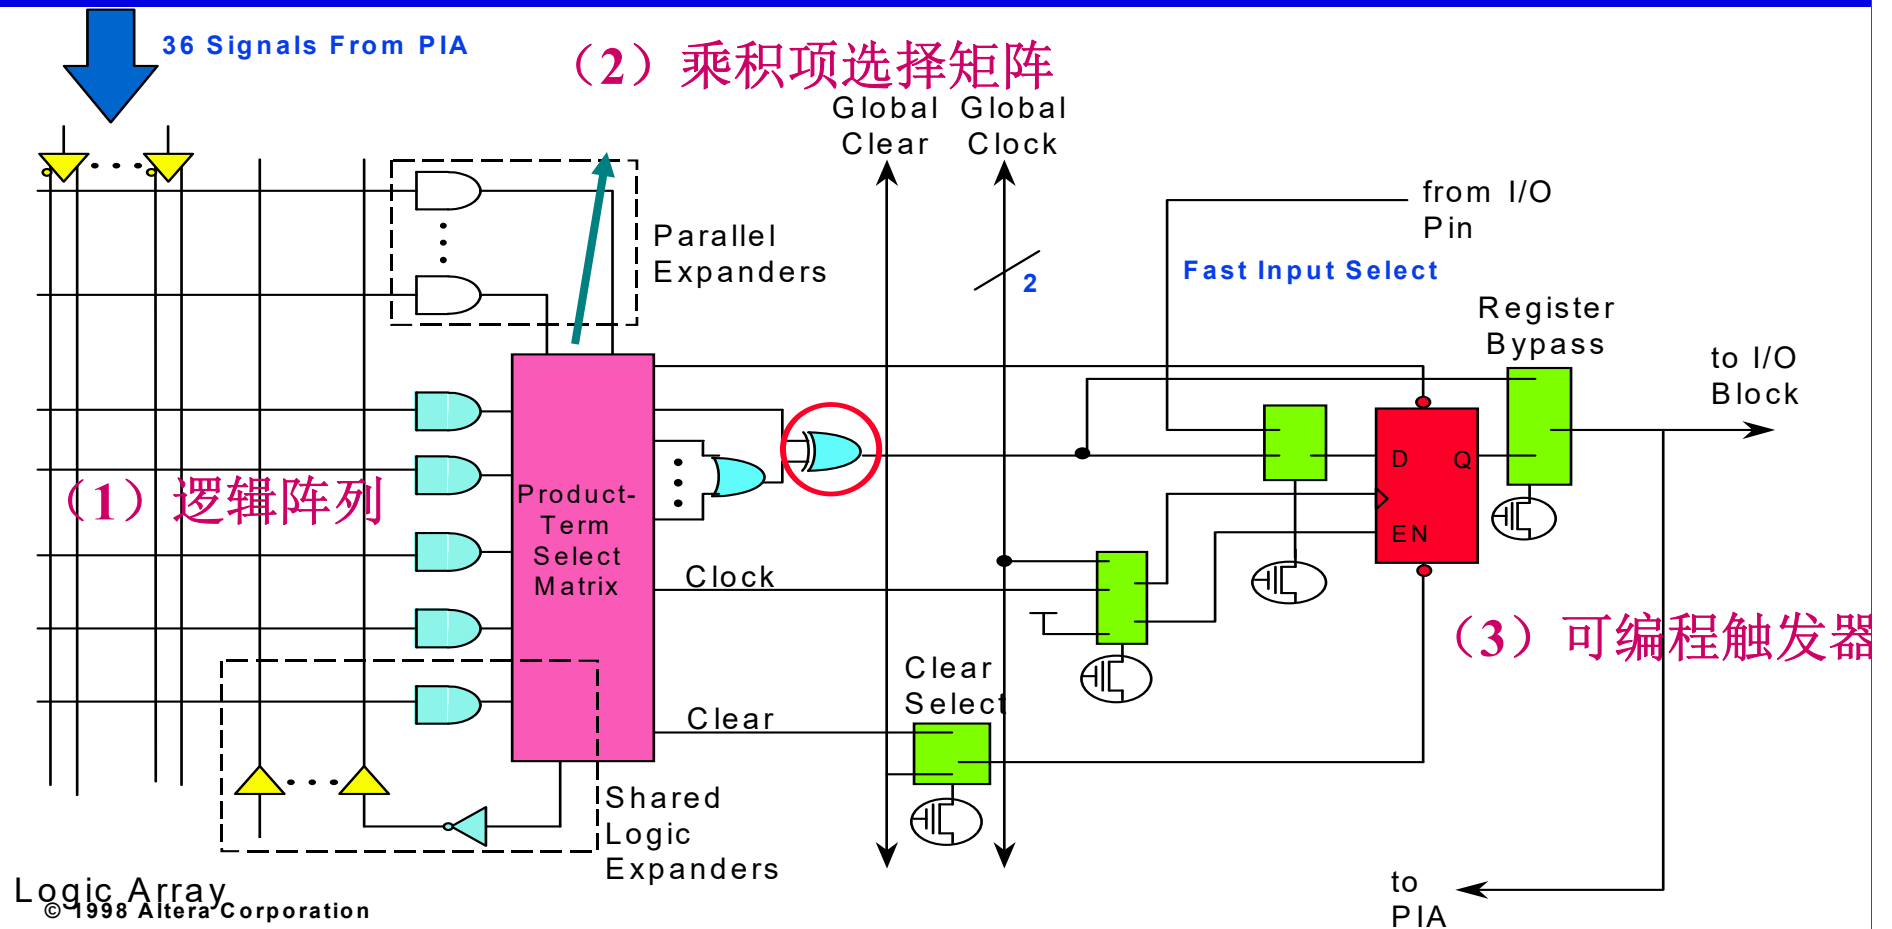 36 Signals From PIA
（2）乘积项选择矩阵
Global
Clear
Global
Clock
from I/O
Pin
Parallel
Expanders
2
Fast Input Select
Register
Bypass
to I/O
Block
（1）逻辑阵列
Product-
Term
Select
Matrix
D
Q
EN
Clock
（3）可编程触发器
Clear
Select
Clear
Shared
Logic
Expanders
Logic Array
© 1998 Altera Corporation
to
PIA